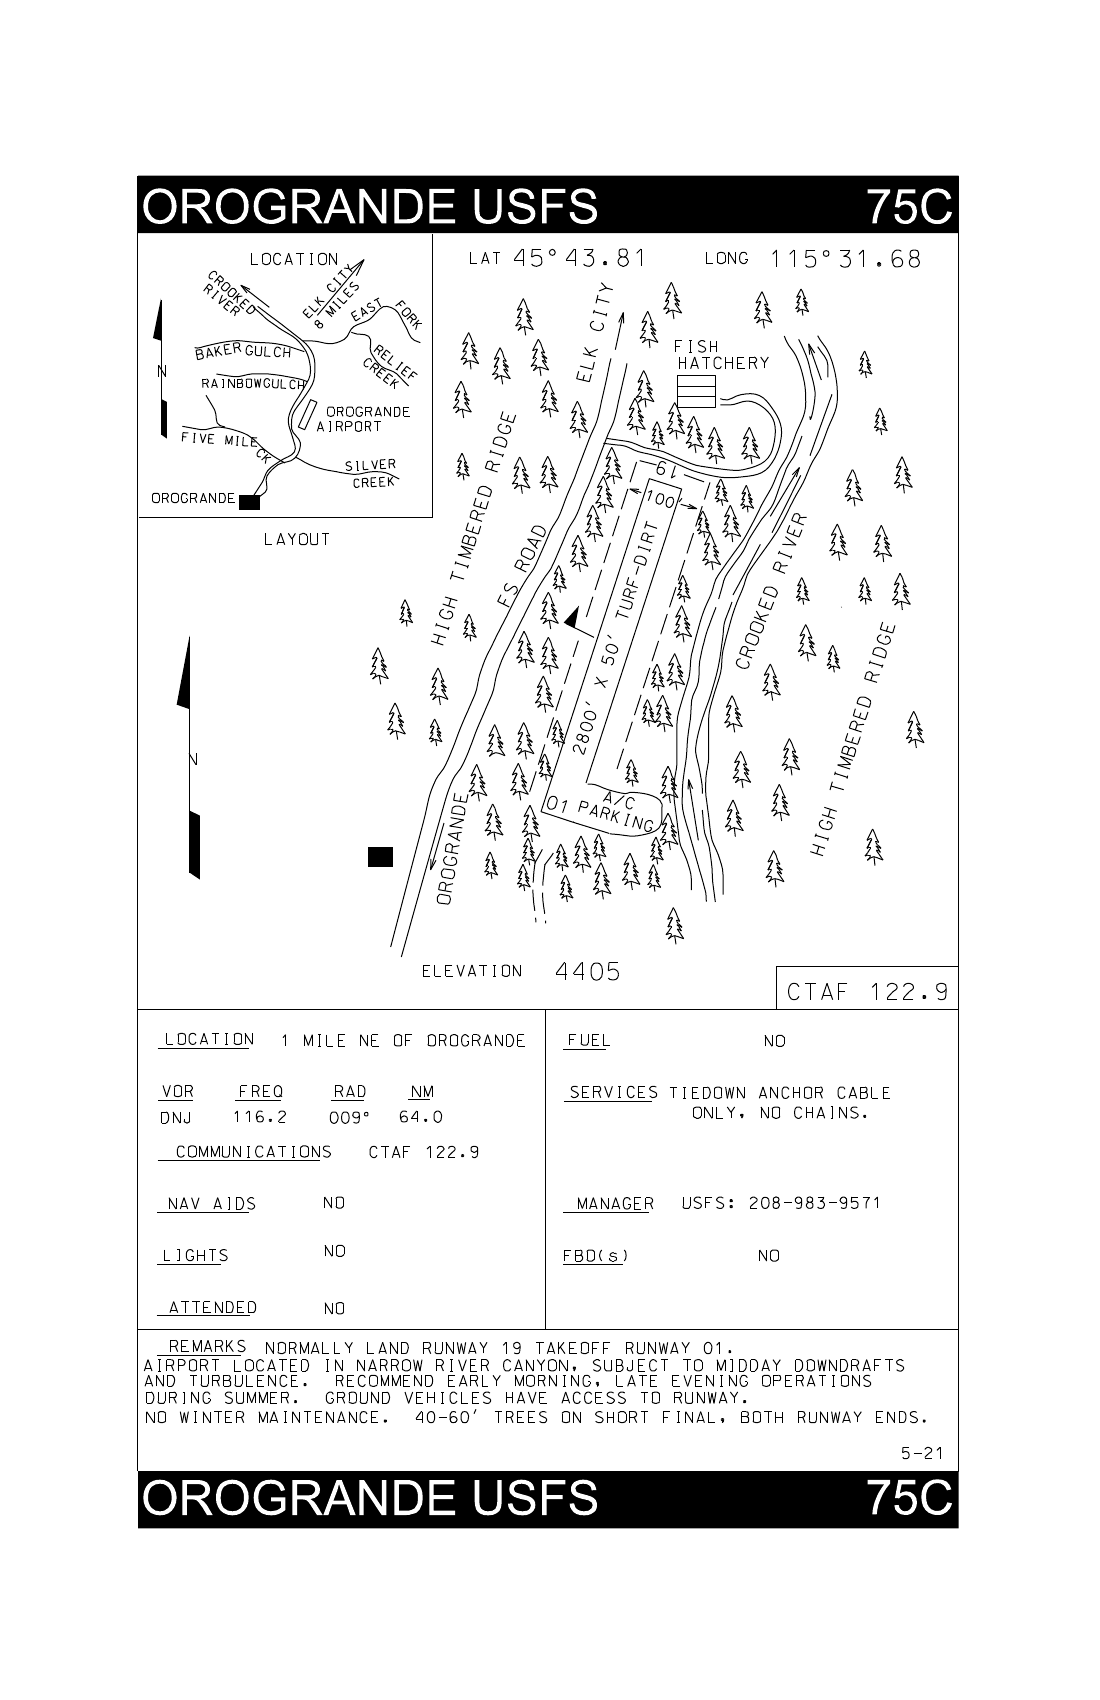 OROGRANDE USFS 75C
LOCATION
CROOKED RIVER
ELK CITY
8 MILES
EAST FORK
BAKER GULCH
RELIEF CREEK
RAINBOW GULCH
N
OROGRANDE AIRPORT
FIVE MILE CK
SILVER CREEK
OROGRANDE
LAYOUT
LAT 45°43.81 LONG 115°31.68
ELK CITY
FISH HATCHERY
HIGH TIMBERED RIDGE
19
100'
FS ROAD
2800' X 50' TURF-DIRT
CROOKED RIVER
HIGH TIMBERED RIDGE
N
A/C PARKING
01
OROGRANDE
ELEVATION 4405
CTAF 122.9
LOCATION 1 MILE NE OF OROGRANDE
VOR FREQ RAD NM
DNJ 116.2 009° 64.0
COMMUNICATIONS CTAF 122.9
NAV AIDS NO
LIGHTS NO
ATTENDED NO
FUEL NO
SERVICES TIEDOWN ANCHOR CABLE
ONLY, NO CHAINS.
MANAGER USFS: 208-983-9571
FBO(s) NO
REMARKS NORMALLY LAND RUNWAY 19 TAKEOFF RUNWAY 01.
AIRPORT LOCATED IN NARROW RIVER CANYON, SUBJECT TO MIDDAY DOWNDRAFTS
AND TURBULENCE. RECOMMEND EARLY MORNING, LATE EVENING OPERATIONS
DURING SUMMER. GROUND VEHICLES HAVE ACCESS TO RUNWAY.
NO WINTER MAINTENANCE. 40-60' TREES ON SHORT FINAL, BOTH RUNWAY ENDS.
5-21
OROGRANDE USFS 75C